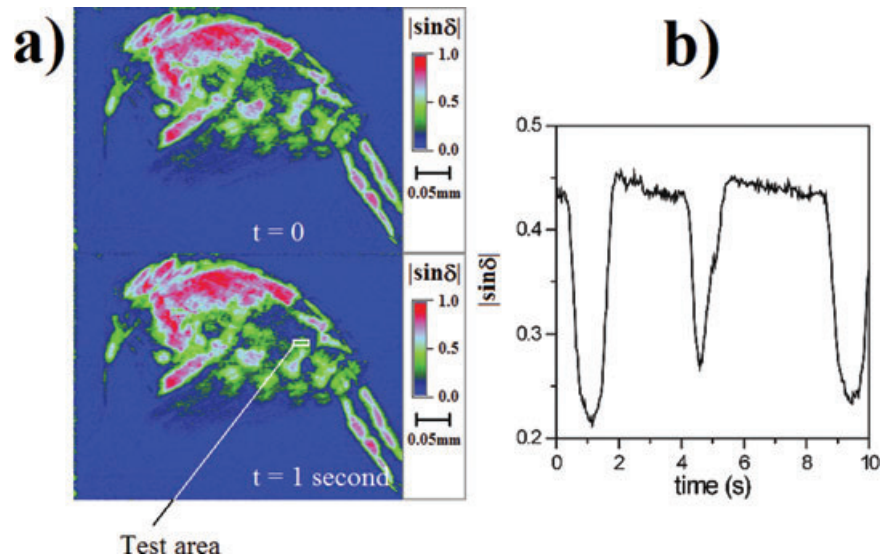 a)
|sinδ|
1.0
0.5
0.0
0.05mm
t = 0
|sinδ|
1.0
0.5
0.0
0.05mm
t = 1 second
Test area
b)
0.5
0.4
0.3
0.2
|sinδ|
0 2 4 6 8 10
time (s)